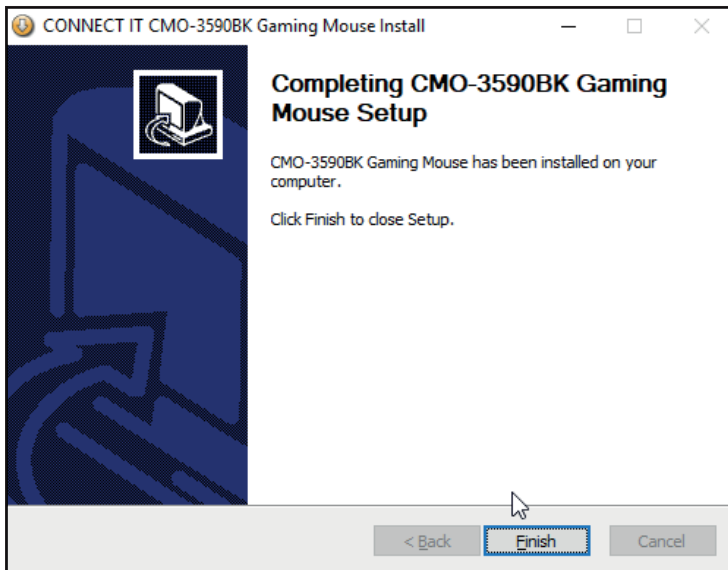 CONNECT IT CMO-3590BK Gaming Mouse Install
Completing CMO-3590BK Gaming
Mouse Setup
CMO-3590BK Gaming Mouse has been installed on your
computer.
Click Finish to close Setup.
< Back
Finish
Cancel